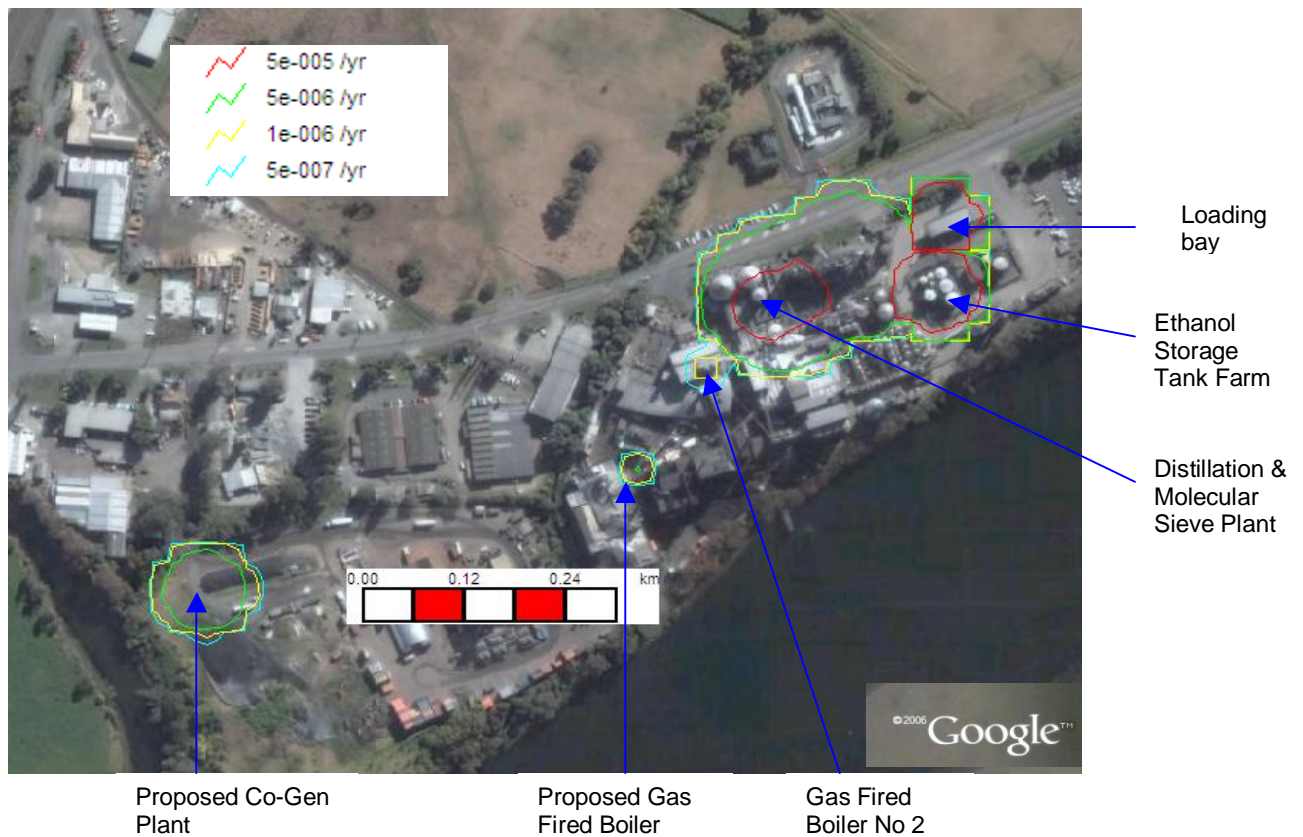 5e-005 /yr
5e-006 /yr
1e-006 /yr
5e-007 /yr
Loading
bay
Ethanol
Storage
Tank Farm
Distillation &
Molecular
Sieve Plant
0.00 0.12 0.24 km
©2006 Google™
Proposed Co-Gen
Plant
Proposed Gas
Fired Boiler
Gas Fired
Boiler No 2